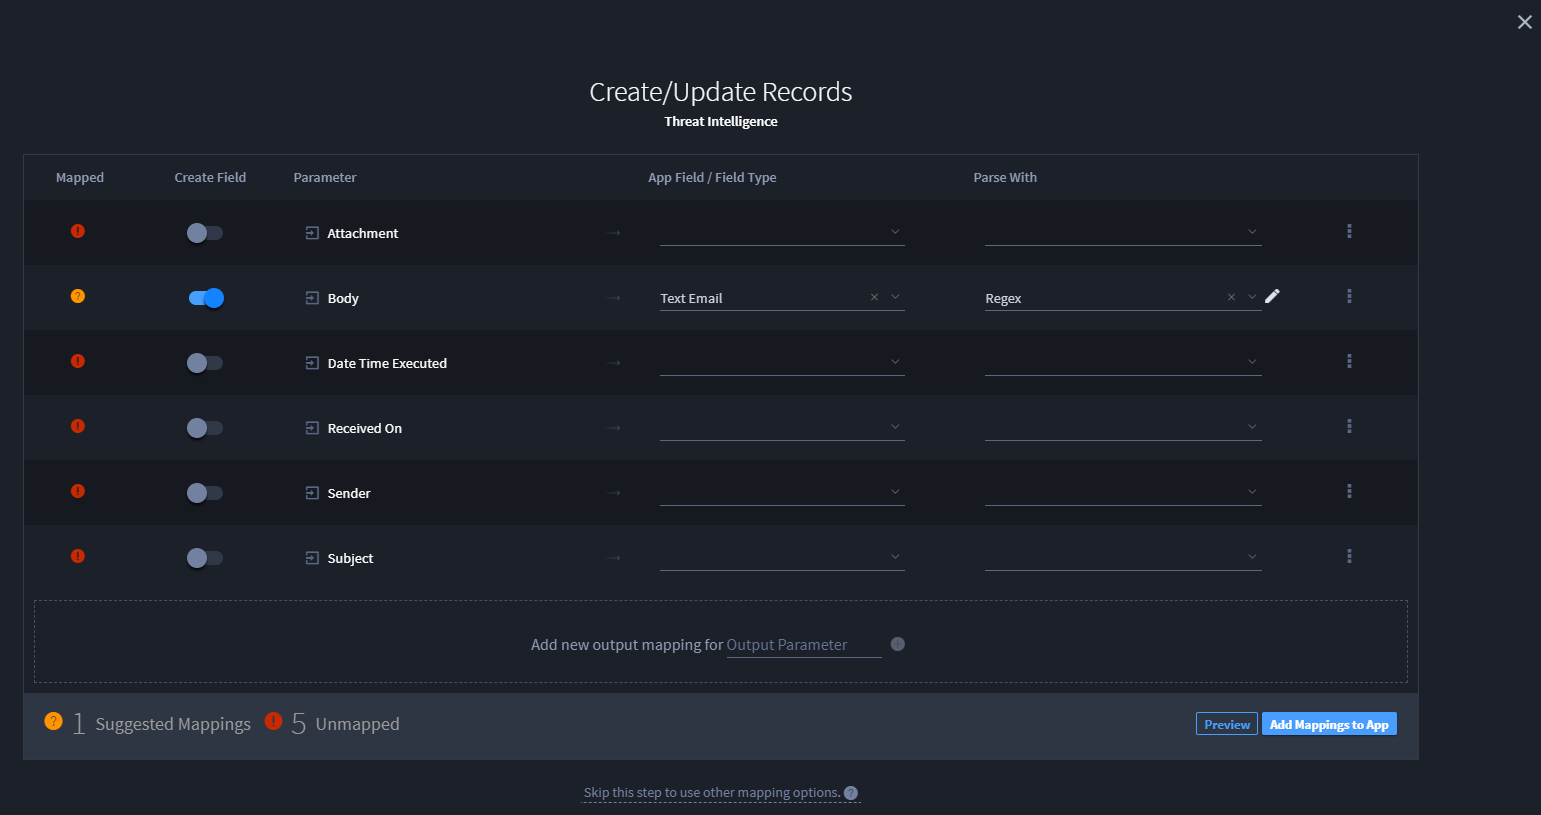 Create/Update Records
Threat Intelligence
Mapped Create Field Parameter App Field / Field Type Parse With
Attachment
Body Text Email Regex
Date Time Executed
Received On
Sender
Subject
Add new output mapping for Output Parameter
1 Suggested Mappings 5 Unmapped Preview Add Mappings to App
Skip this step to use other mapping options.